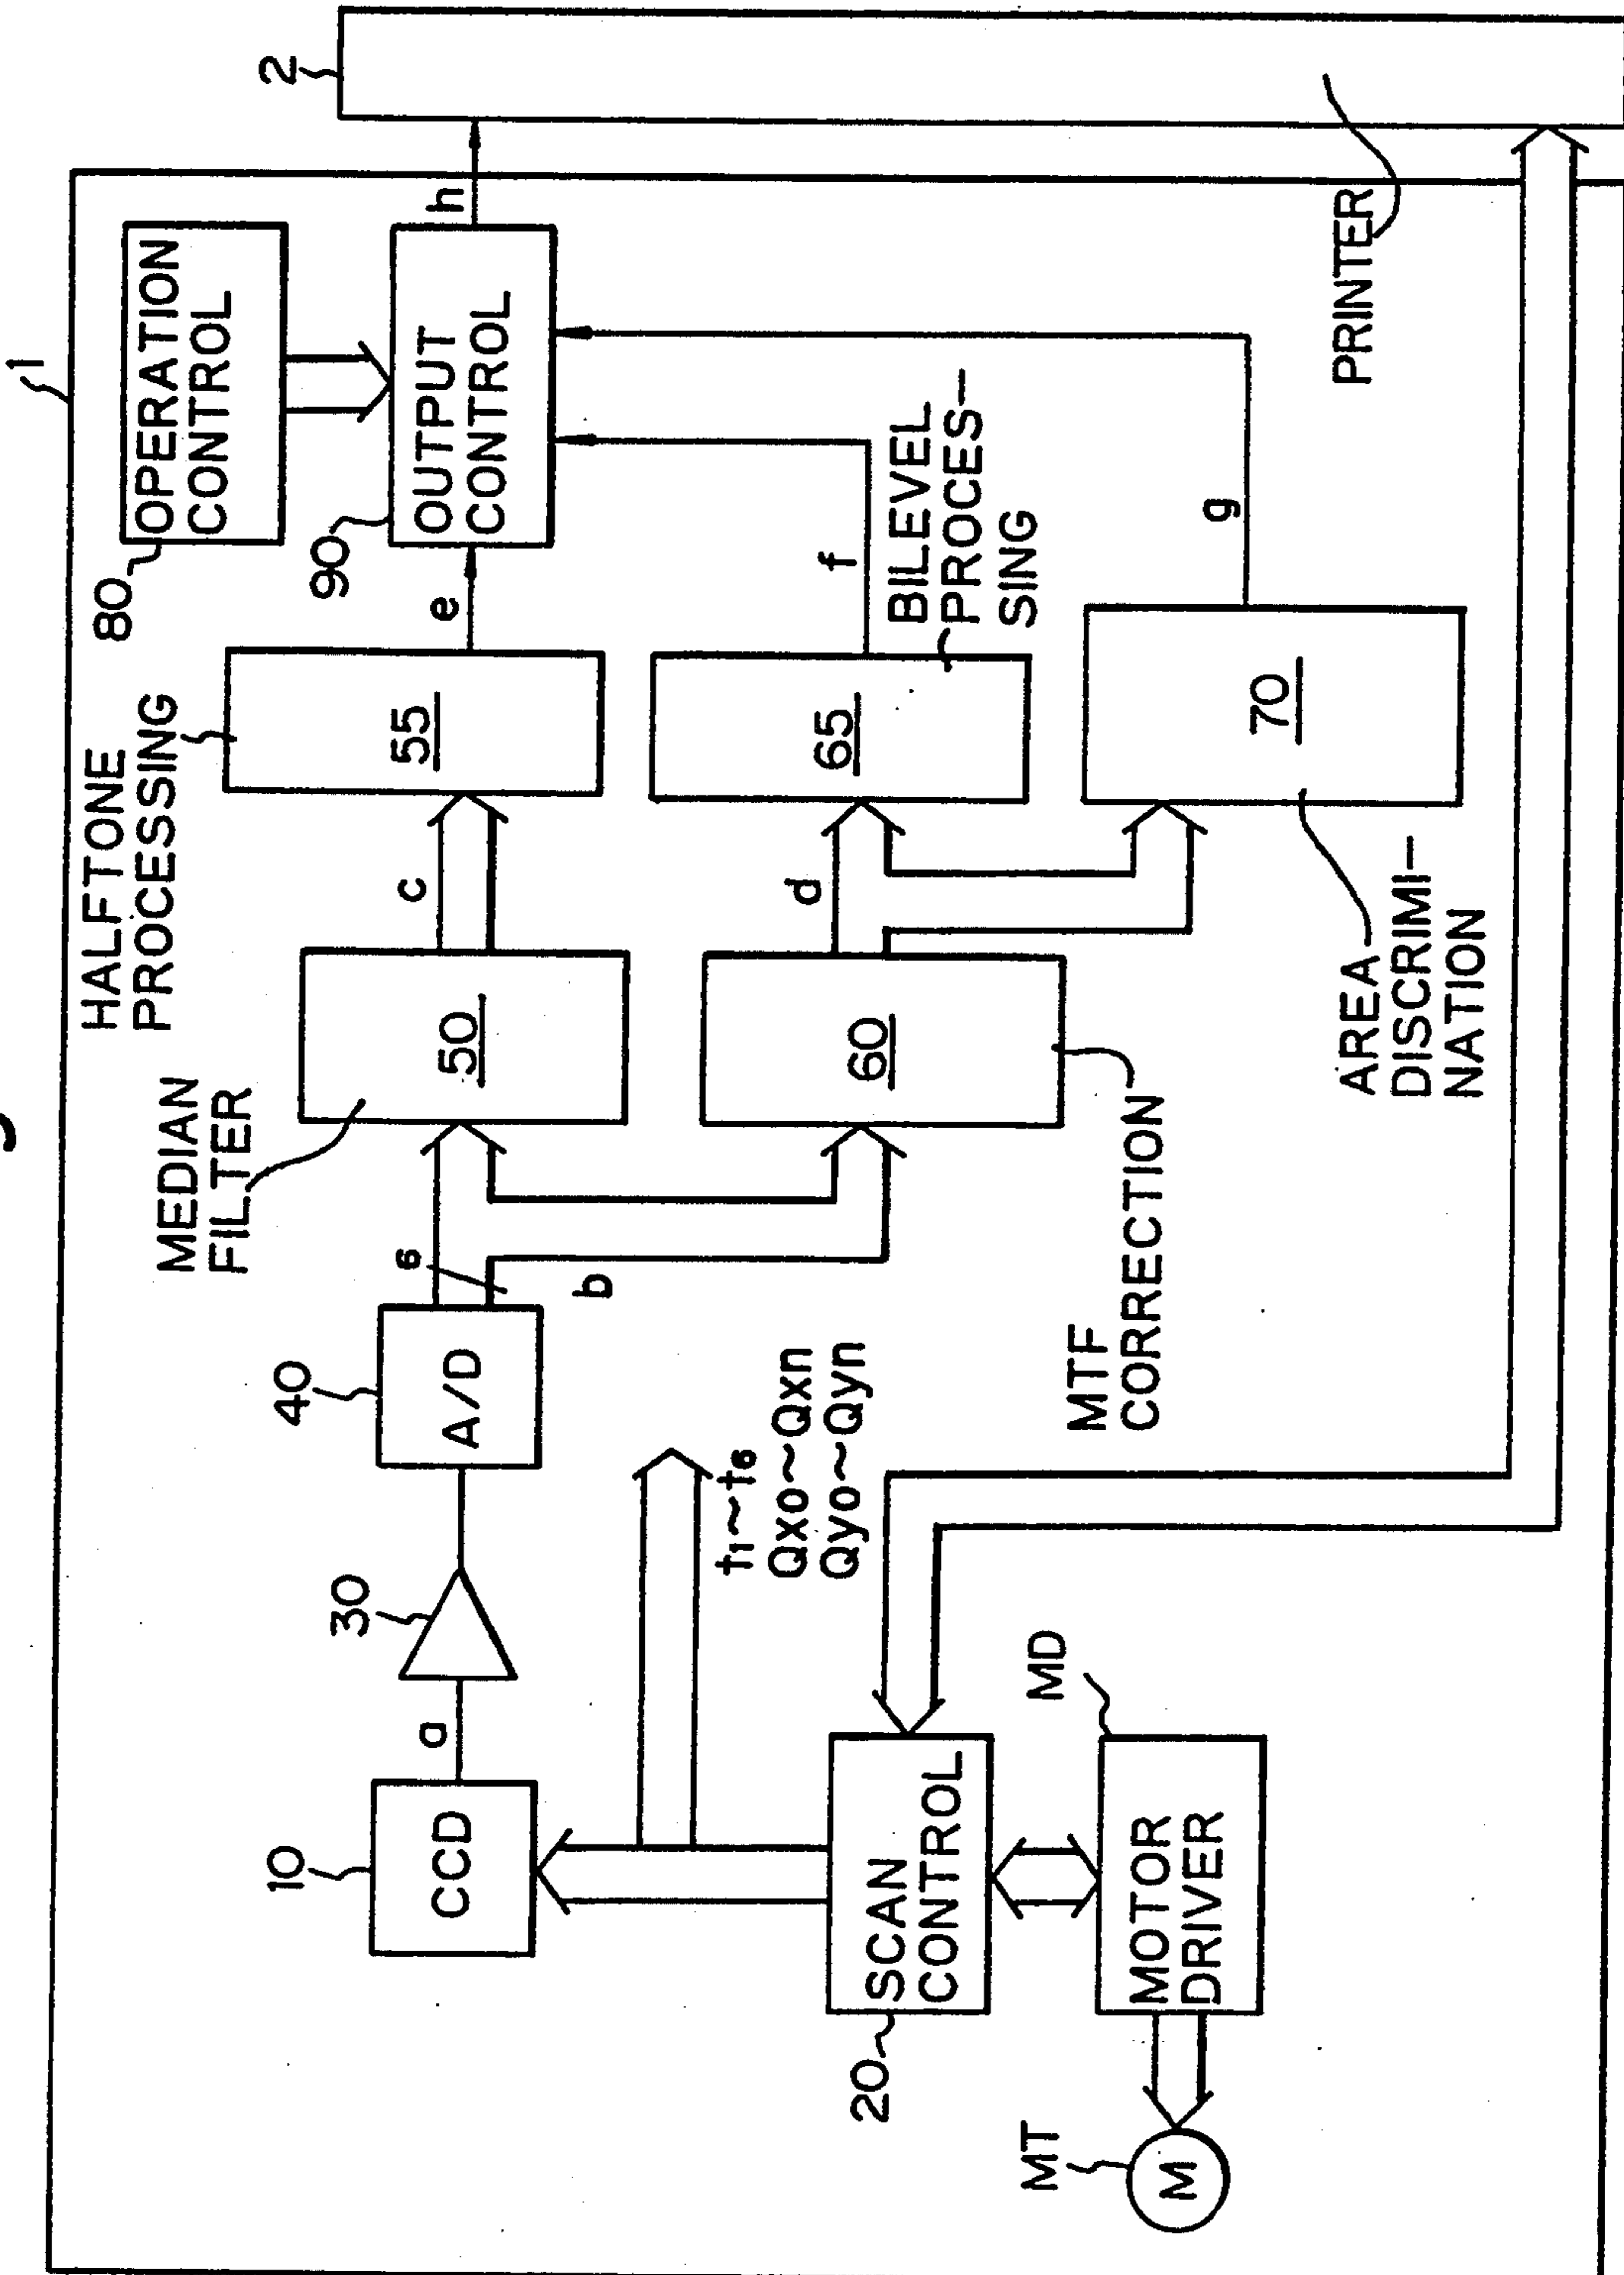 1
2
80
OPERATION
CONTROL
HALFTONE
PROCESSING
90
OUTPUT
CONTROL
h
MEDIAN
FILTER
55
e
50
c
40
A/D
6
b
30
a
10
CCD
f
BILEVEL
PROCES-
SING
65
d
60
g
70
t1~t6
Qxo~Qxn
Qyo~Qyn
MTF
CORRECTION
AREA
DISCRIMI-
NATION
PRINTER
20
SCAN
CONTROL
MD
MOTOR
DRIVER
MT
M